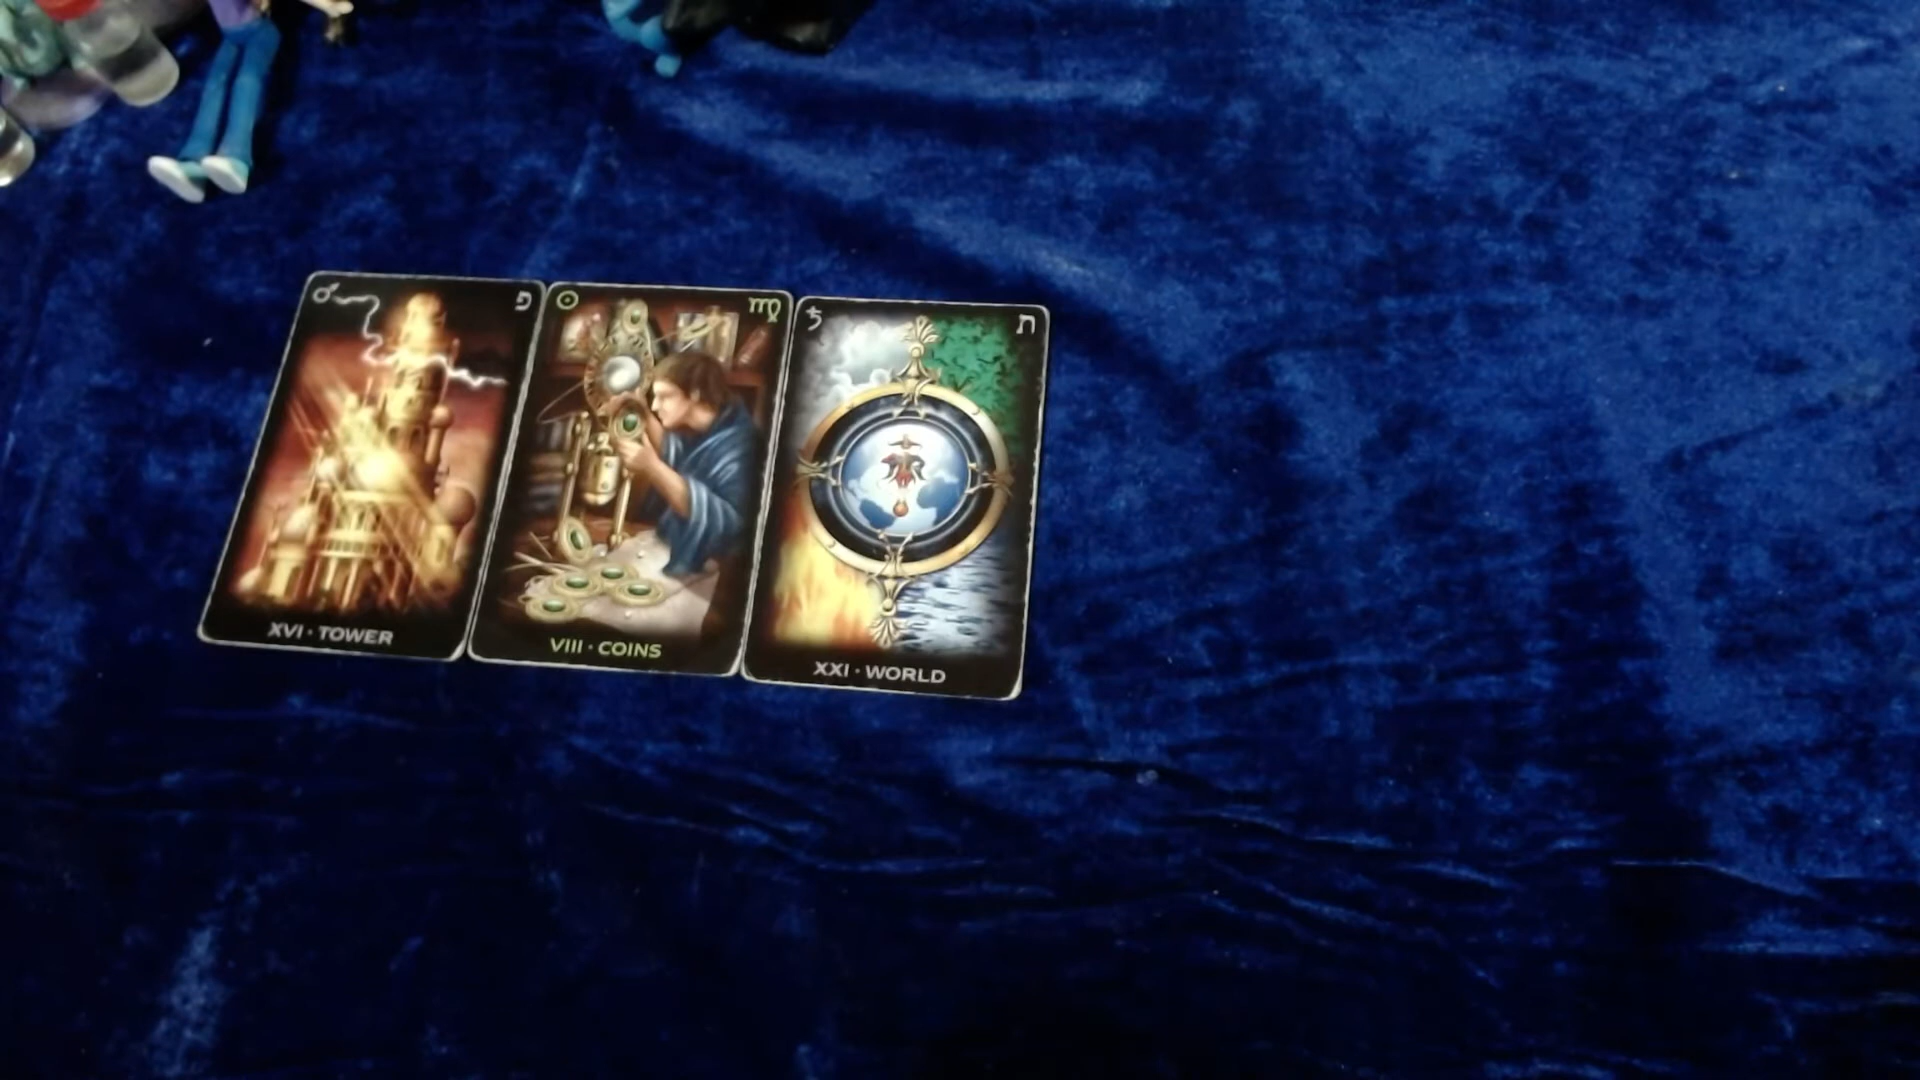 ♂ פ
XVI · TOWER
☉ ♍
VIII · COINS
♄ ת
XXI · WORLD